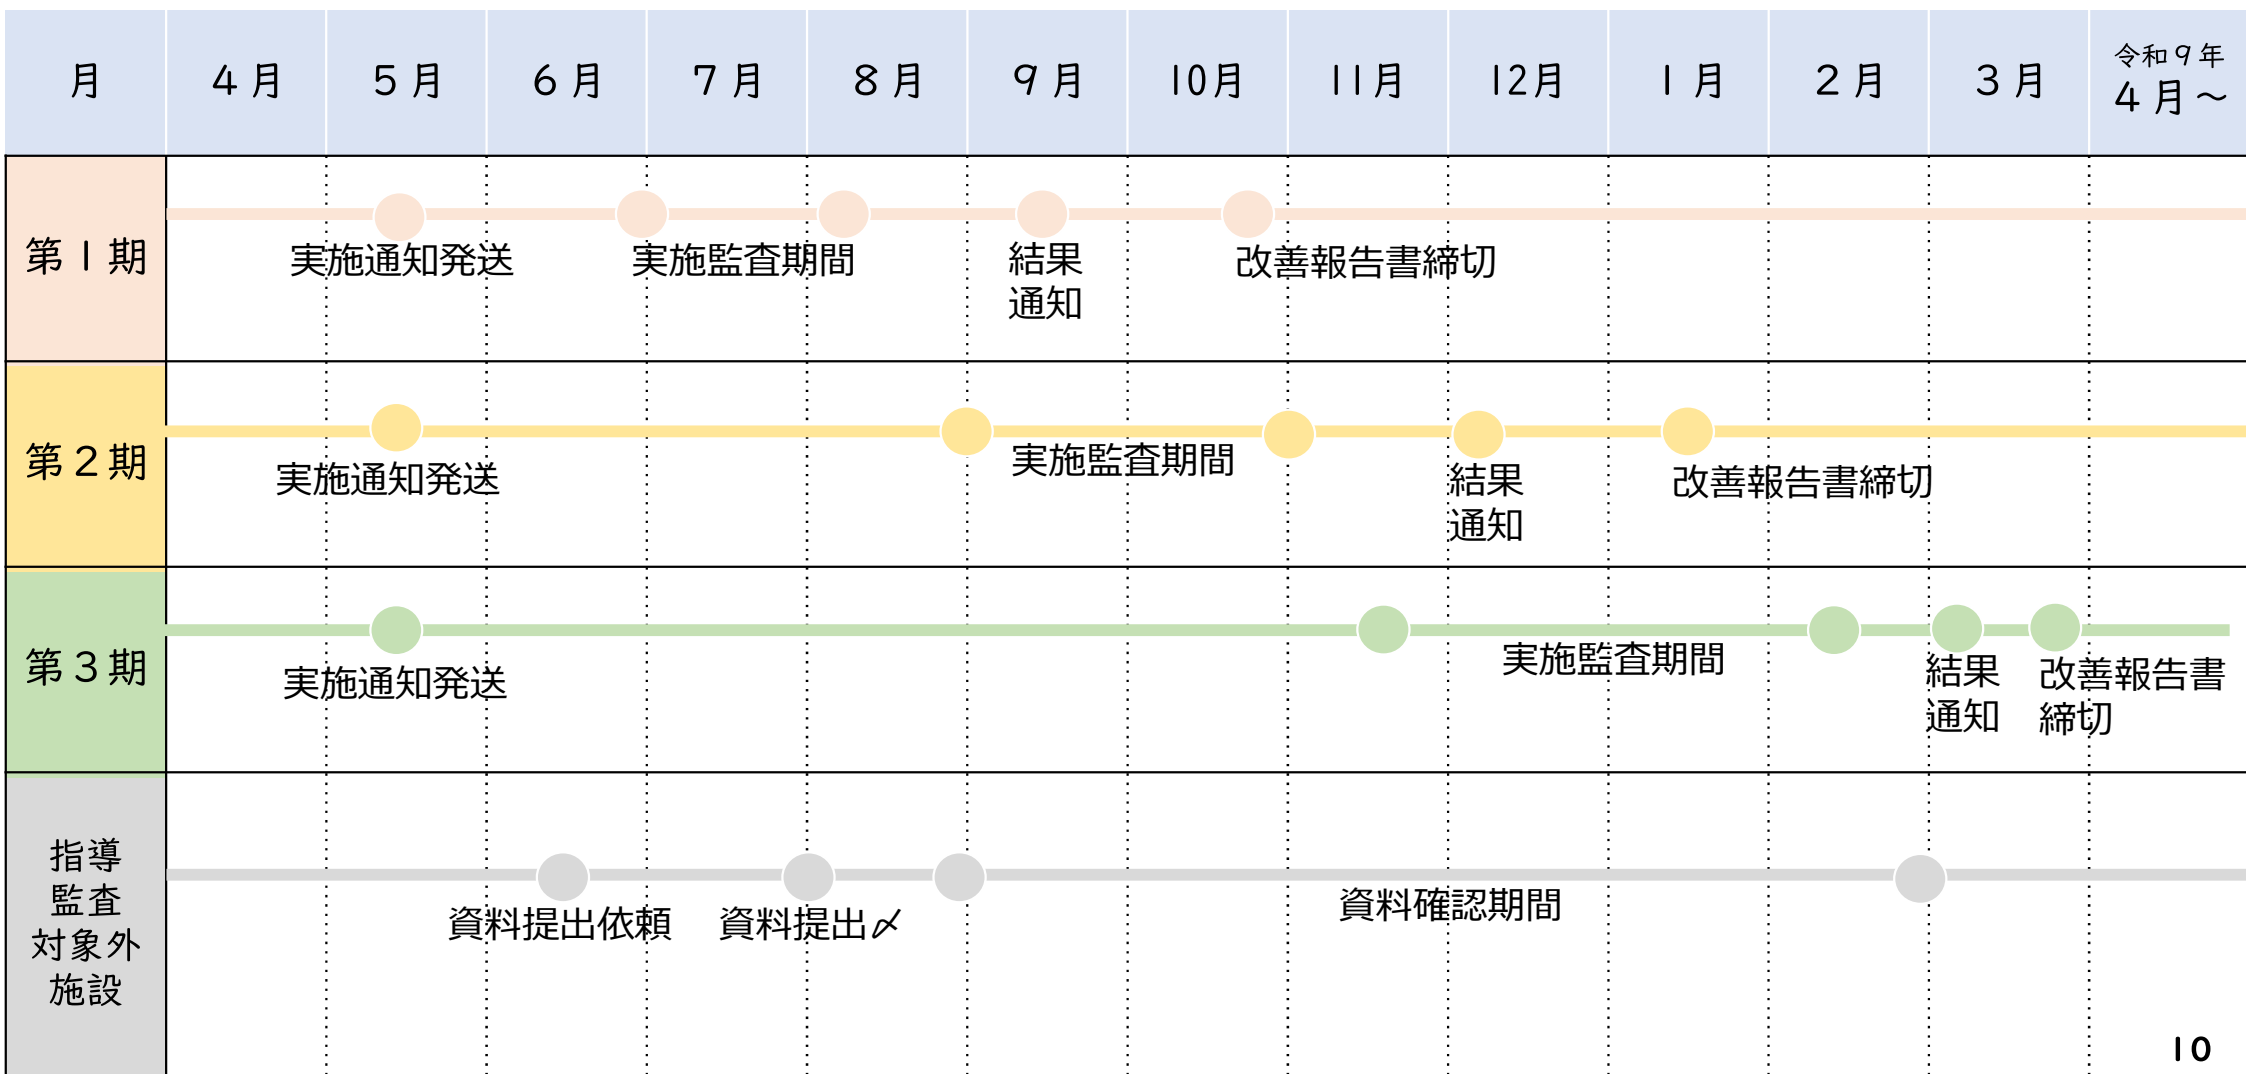 月
4月
5月
6月
7月
8月
9月
10月
11月
12月
1月
2月
3月
令和9年
4月～
第1期
実施通知発送
実施監査期間
結果
通知
改善報告書締切
第2期
実施通知発送
実施監査期間
結果
通知
改善報告書締切
第3期
実施通知発送
実施監査期間
結果
通知
改善報告書
締切
指導
監査
対象外
施設
資料提出依頼
資料提出〆
資料確認期間
10